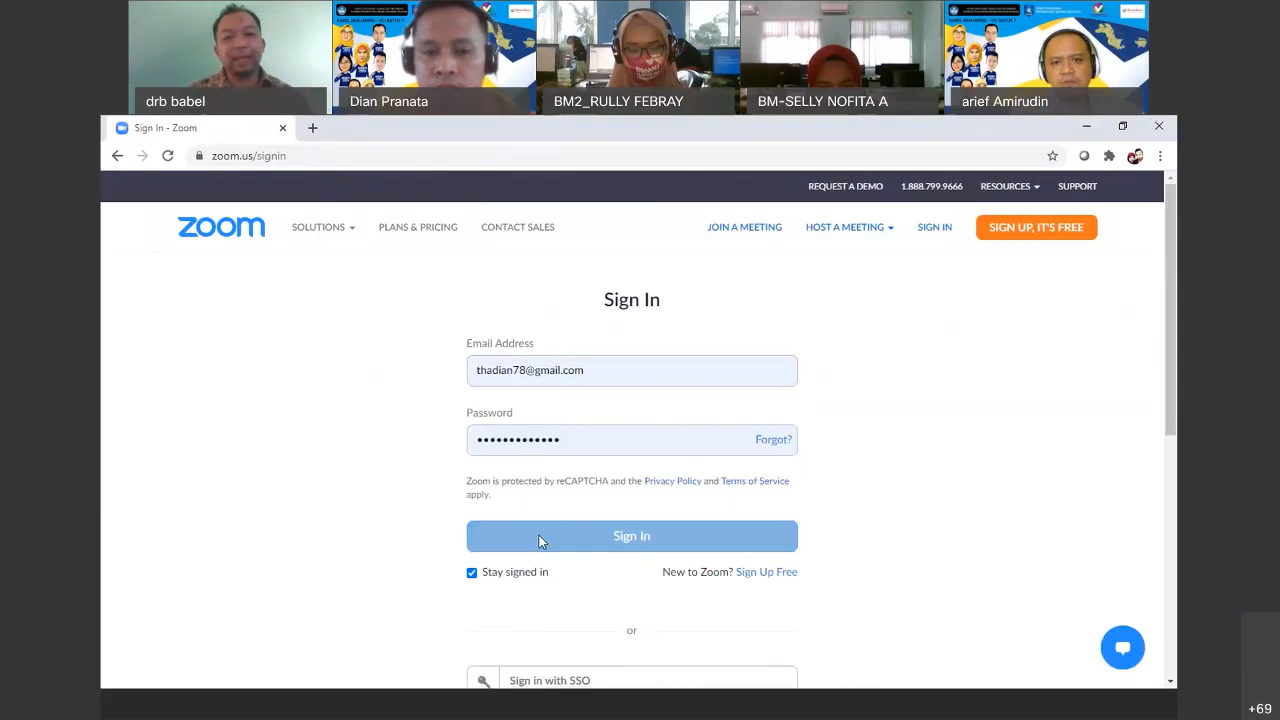 drb babel
Dian Pranata
BM2_RULLY FEBRAY
BM-SELLY NOFITA A
arief Amirudin
Sign In - Zoom
zoom.us/signin
REQUEST A DEMO 1.888.799.9666 RESOURCES SUPPORT
zoom SOLUTIONS PLANS & PRICING CONTACT SALES JOIN A MEETING HOST A MEETING SIGN IN SIGN UP, IT'S FREE
Sign In
Email Address
thadian78@gmail.com
Password
••••••••••••• Forgot?
Zoom is protected by reCAPTCHA and the Privacy Policy and Terms of Service
apply.
Sign In
Stay signed in New to Zoom? Sign Up Free
or
Sign in with SSO
+69